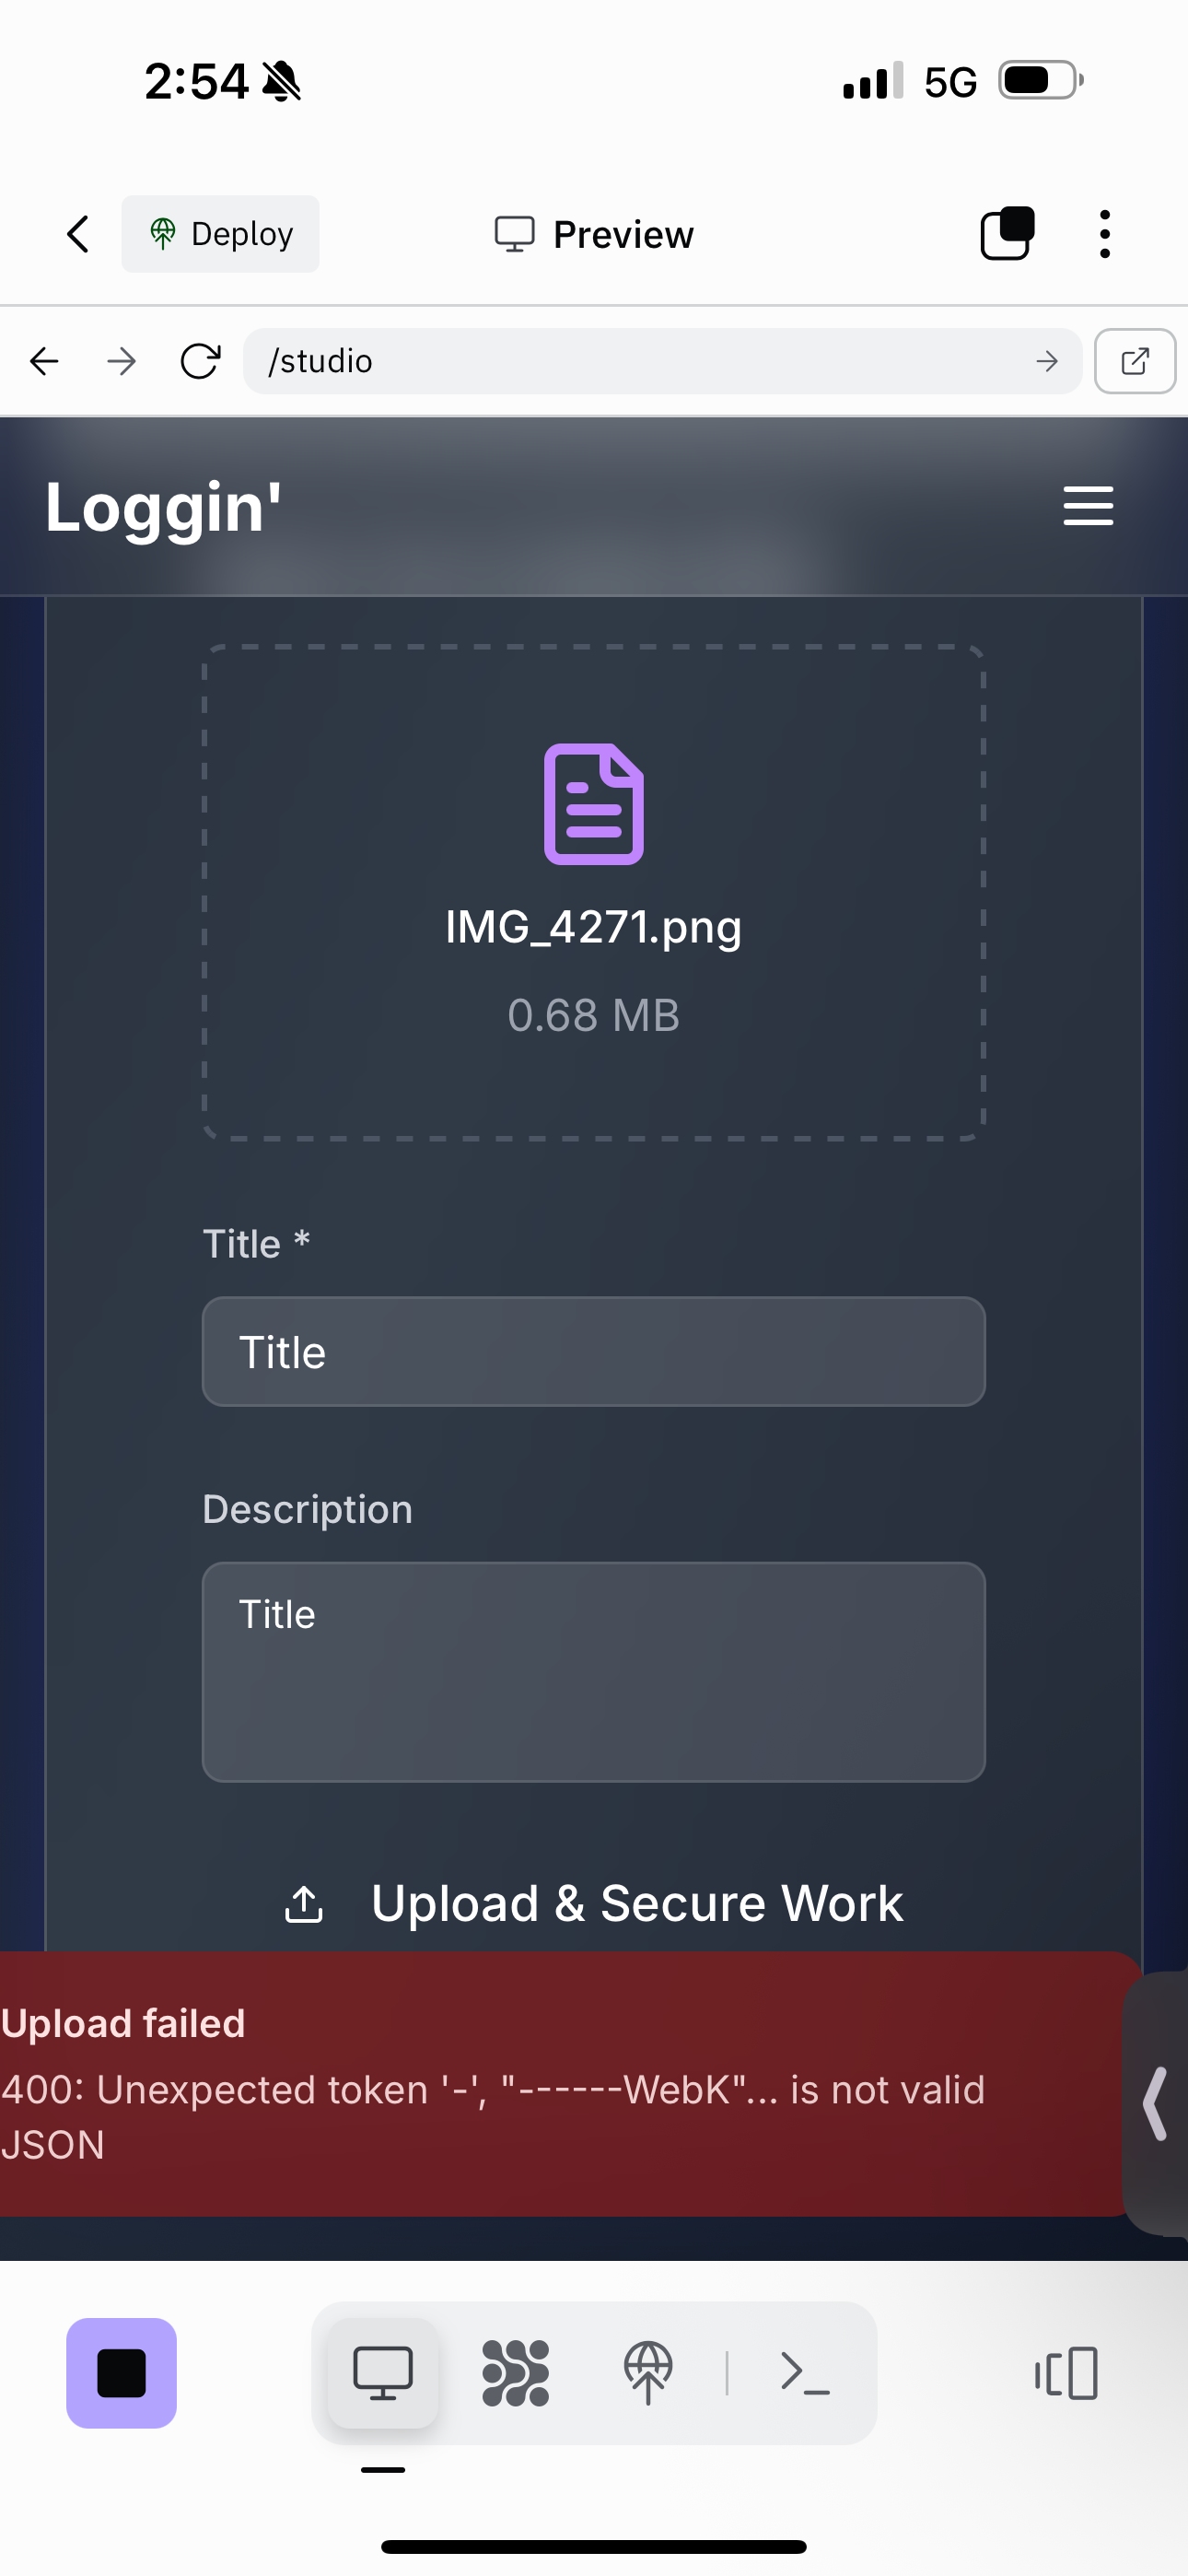 2:54
5G
Deploy
Preview
/studio
Loggin'
IMG_4271.png
0.68 MB
Title *
Title
Description
Title
Upload & Secure Work
Upload failed
400: Unexpected token '-', "------WebK"... is not valid
JSON